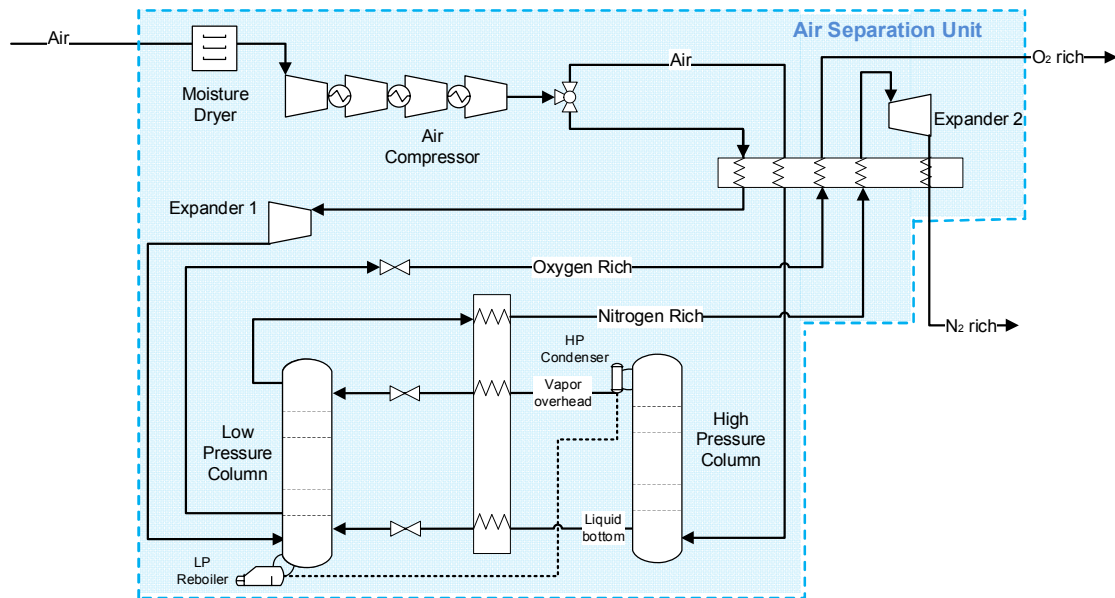 Air Separation Unit
Air
Air
O2 rich
Moisture
Dryer
Expander 2
Air
Compressor
Expander 1
Oxygen Rich
Nitrogen Rich
N2 rich
HP
Condenser
Vapor
overhead
Low
Pressure
Column
High
Pressure
Column
Liquid
bottom
LP
Reboiler